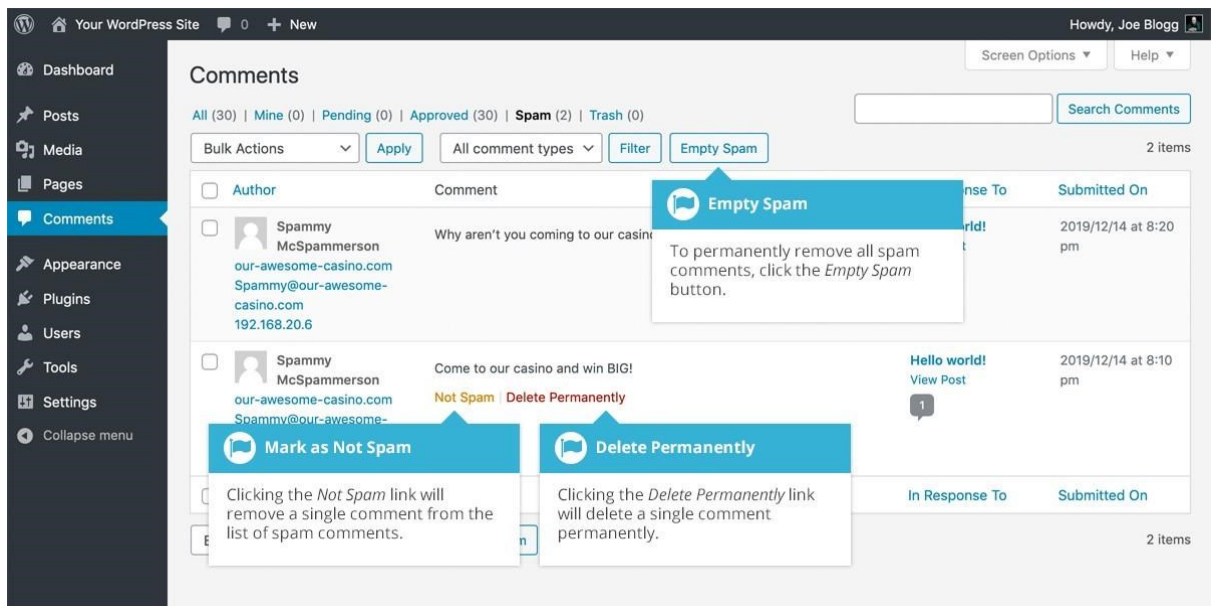 Your WordPress Site 0 + New Howdy, Joe Blogg
Screen Options ▼ Help ▼
Dashboard
Posts
Media
Pages
Comments
Appearance
Plugins
Users
Tools
Settings
Collapse menu
Comments
All (30) | Mine (0) | Pending (0) | Approved (30) | Spam (2) | Trash (0)
Search Comments
Bulk Actions Apply All comment types Filter Empty Spam 2 items
Author Comment Submitted On
Spammy
McSpammerson
our-awesome-casino.com
Spammy@our-awesome-
casino.com
192.168.20.6
Why aren't you coming to our
2019/12/14 at 8:20
pm
Empty Spam
To permanently remove all spam
comments, click the Empty Spam
button.
Spammy
McSpammerson
our-awesome-casino.com
Spammy@our-awesome-
Come to our casino and win BIG!
Not Spam | Delete Permanently
Hello world!
View Post
1
2019/12/14 at 8:10
pm
Mark as Not Spam
Clicking the Not Spam link will
remove a single comment from the
list of spam comments.
Delete Permanently
Clicking the Delete Permanently link
will delete a single comment
permanently.
In Response To Submitted On
2 items